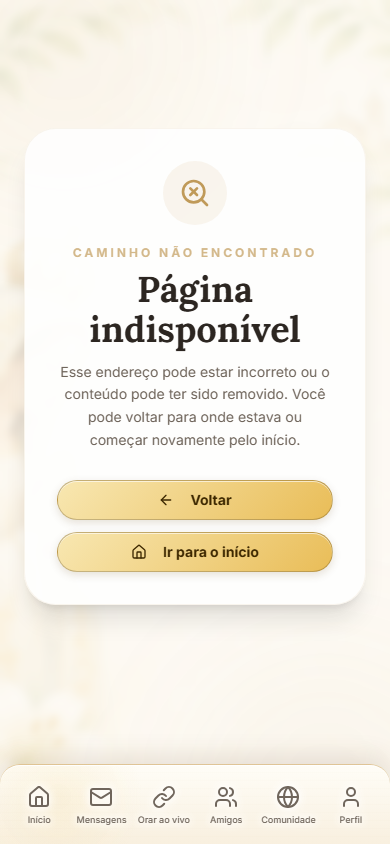 CAMINHO NÃO ENCONTRADO
Página
indisponível
Esse endereço pode estar incorreto ou o
conteúdo pode ter sido removido. Você
pode voltar para onde estava ou
começar novamente pelo início.
Voltar
Ir para o início
Início Mensagens Orar ao vivo Amigos Comunidade Perfil